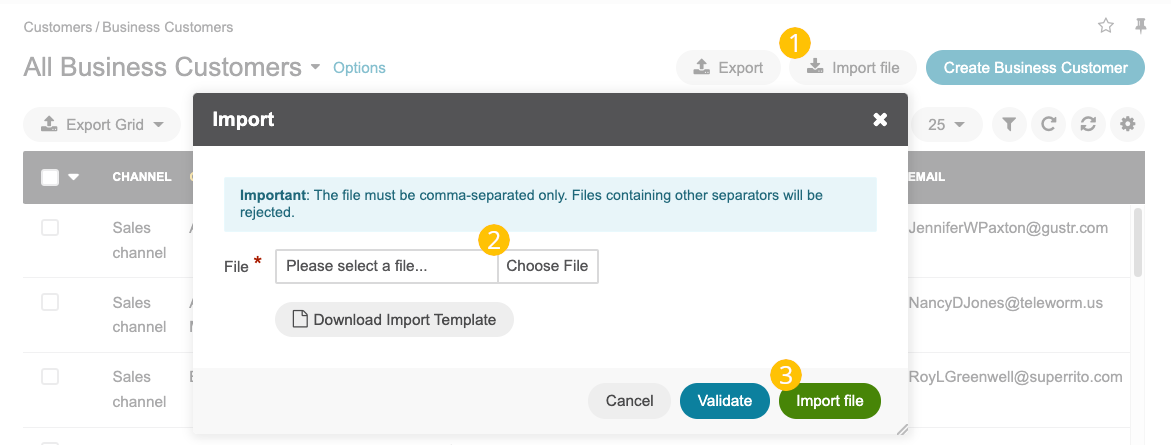 Customers / Business Customers
1
All Business Customers Options Export Import file Create Business Customer
Export Grid 25
Import
CHANNEL EMAIL
Important: The file must be comma-separated only. Files containing other separators will be
rejected.
Sales
channel
JenniferWPaxton@gustr.com
2
File * Please select a file... Choose File
Sales
channel
NancyDJones@teleworm.us
Download Import Template
3
Sales
channel
RoyLGreenwell@superrito.com
Cancel Validate Import file